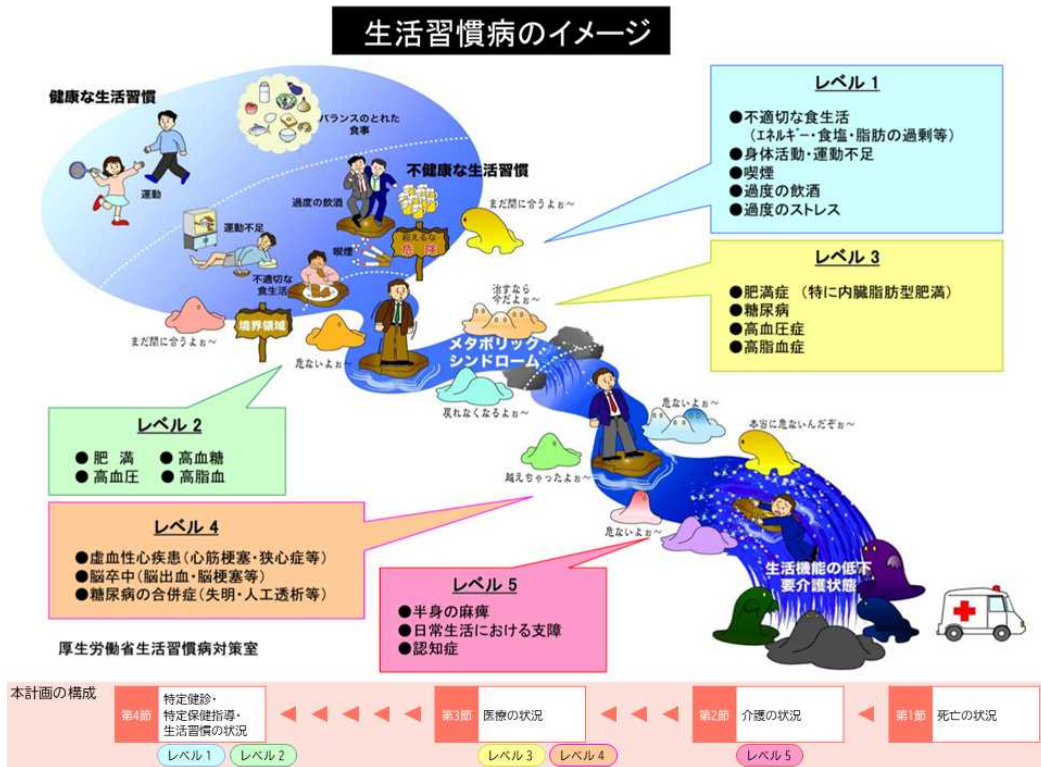 生活習慣病のイメージ
健康な生活習慣
バランスのとれた
食事
運動
不健康な生活習慣
過度の飲酒
運動不足
喫煙
超えるな
危険
不適切な
食生活
境界領域
まだ間に合うよぉ～
まだ間に合うよぉ～
危ないよぉ～
治すなら
今だよぉ～
メタボリック
シンドローム
戻れなくなるよぉ～
危ないよぉ～
本当に危ないんだぞぉ～
越えちゃったよぉ～
危ないよぉ～
生活機能の低下
要介護状態
レベル 1
●不適切な食生活
（エネルギー・食塩・脂肪の過剰等）
●身体活動・運動不足
●喫煙
●過度の飲酒
●過度のストレス
レベル 2
●肥 満 ●高血糖
●高血圧 ●高脂血
レベル 3
●肥満症 （特に内臓脂肪型肥満）
●糖尿病
●高血圧症
●高脂血症
レベル 4
●虚血性心疾患（心筋梗塞・狭心症等）
●脳卒中（脳出血・脳梗塞等）
●糖尿病の合併症（失明・人工透析等）
レベル 5
●半身の麻痺
●日常生活における支障
●認知症
厚生労働省生活習慣病対策室
本計画の構成
第4節 特定健診・
特定保健指導・
生活習慣の状況
第3節 医療の状況
第2節 介護の状況
第1節 死亡の状況
レベル 1 レベル 2 レベル 3 レベル 4 レベル 5